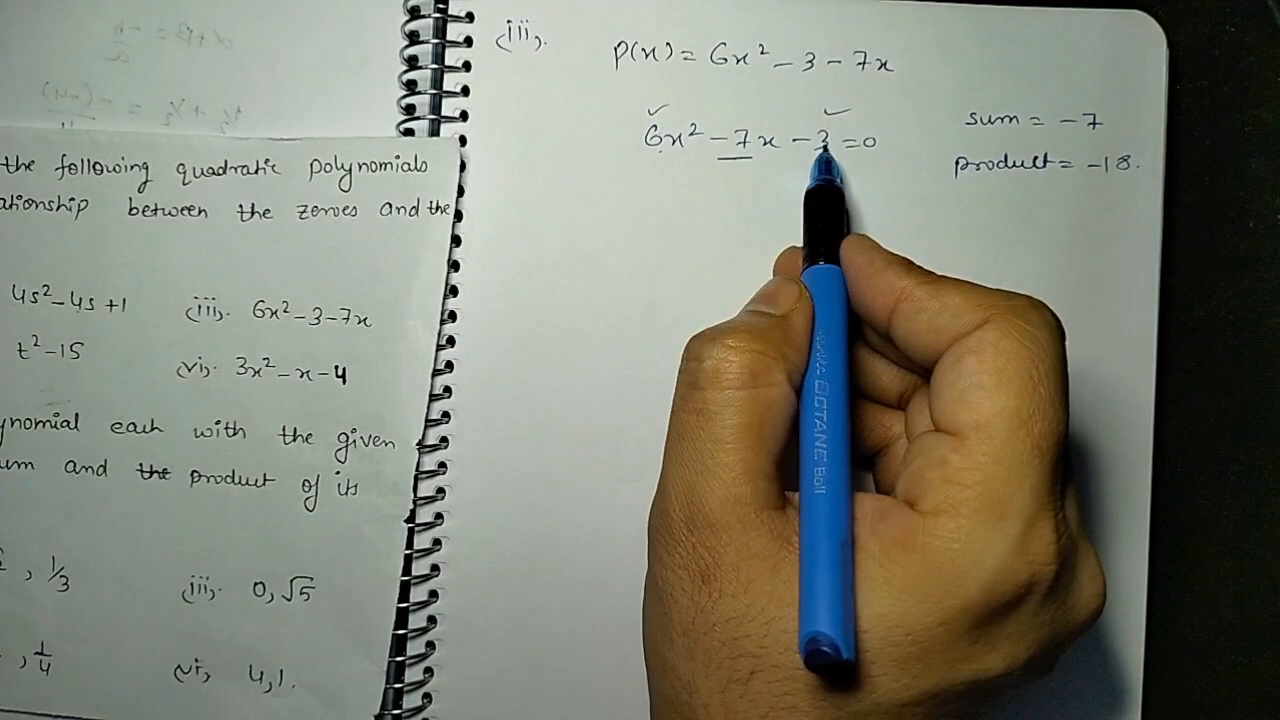 the following quadratic polynomials
ationship between the zeroes and the
4s² - 4s + 1 (iii). 6x² - 3 - 7x
t² - 15 (vi). 3x² - x - 4
ynomial each with the given
um and the product of its
, 1/3 (iii), 0, √5
, 1/4 (vi), 4, 1.
(iii).
P(x) = 6x² - 3 - 7x
6x² - 7x - 3 = 0
sum = -7
product = -18.
OCTANE Ball